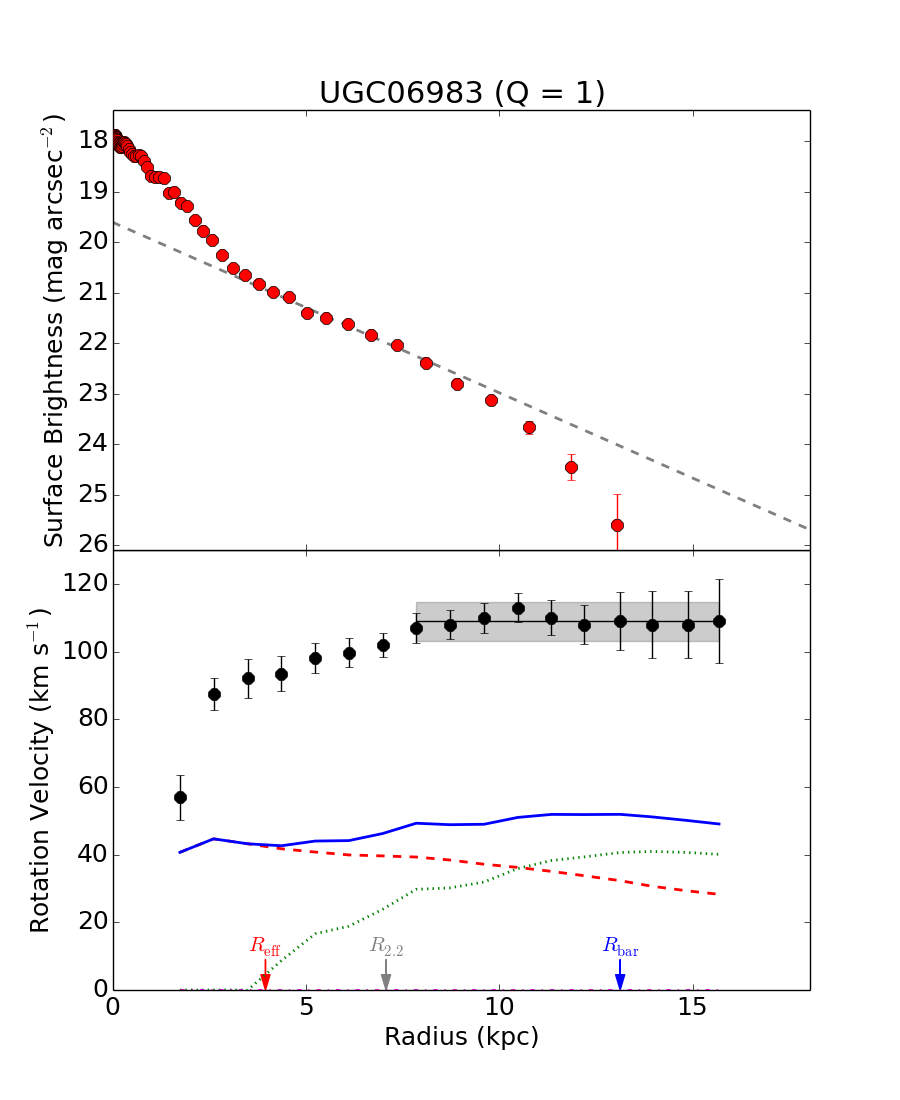 UGC06983 (Q = 1)
Surface Brightness (mag arcsec⁻²)
18
19
20
21
22
23
24
25
26
Rotation Velocity (km s⁻¹)
120
100
80
60
40
20
0
R_eff
R_2.2
R_bar
0 5 10 15
Radius (kpc)